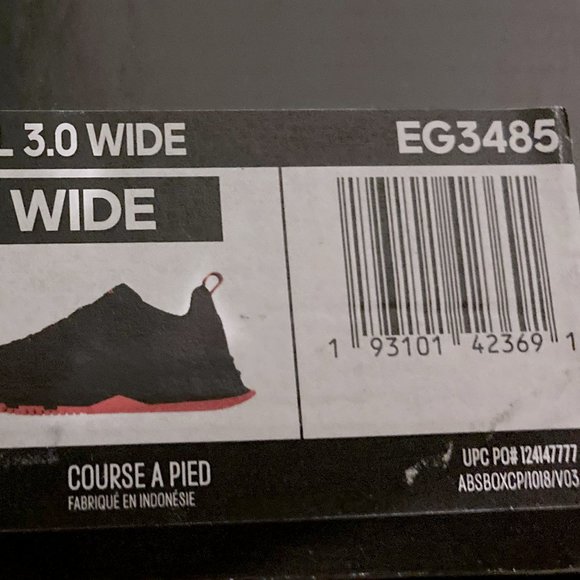 L 3.0 WIDE EG3485
WIDE
1 93101 42369 1
COURSE A PIED
FABRIQUÉ EN INDONÉSIE
UPC PO# 124147777
ABSBOXCP/1018/V03